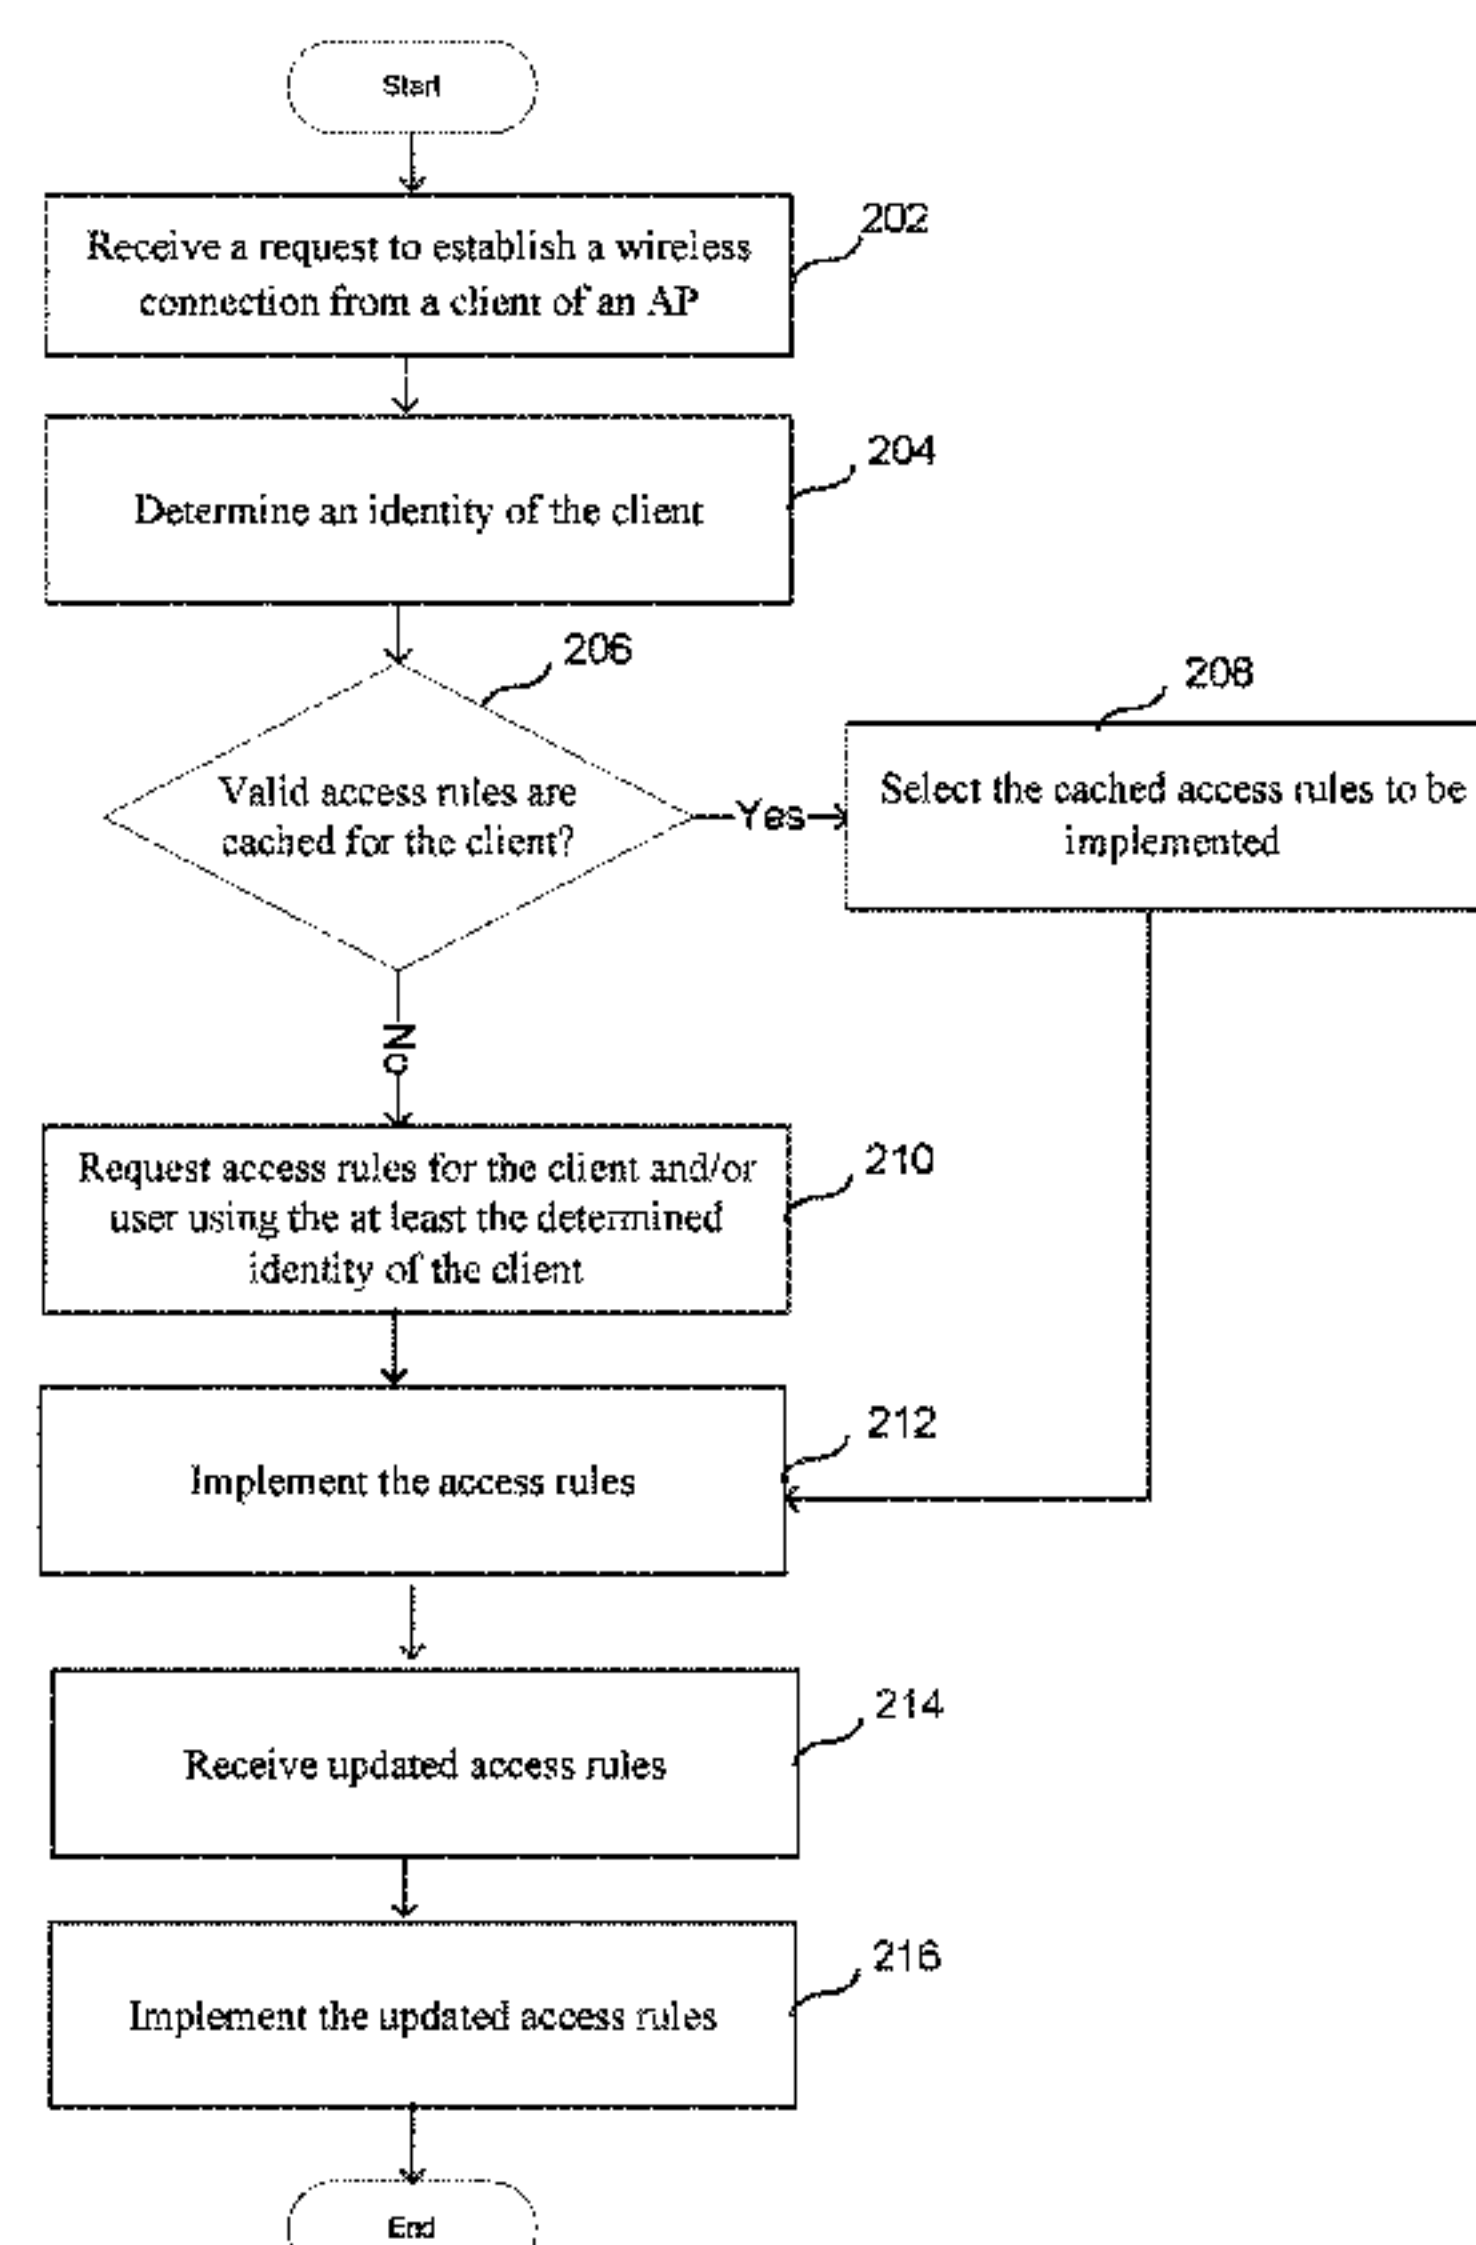 Start
202
Receive a request to establish a wireless
connection from a client of an AP
204
Determine an identity of the client
206
208
Valid access rules are
cached for the client?
Yes
Select the cached access rules to be
implemented
No
210
Request access rules for the client and/or
user using the at least the determined
identity of the client
212
Implement the access rules
214
Receive updated access rules
216
Implement the updated access rules
End